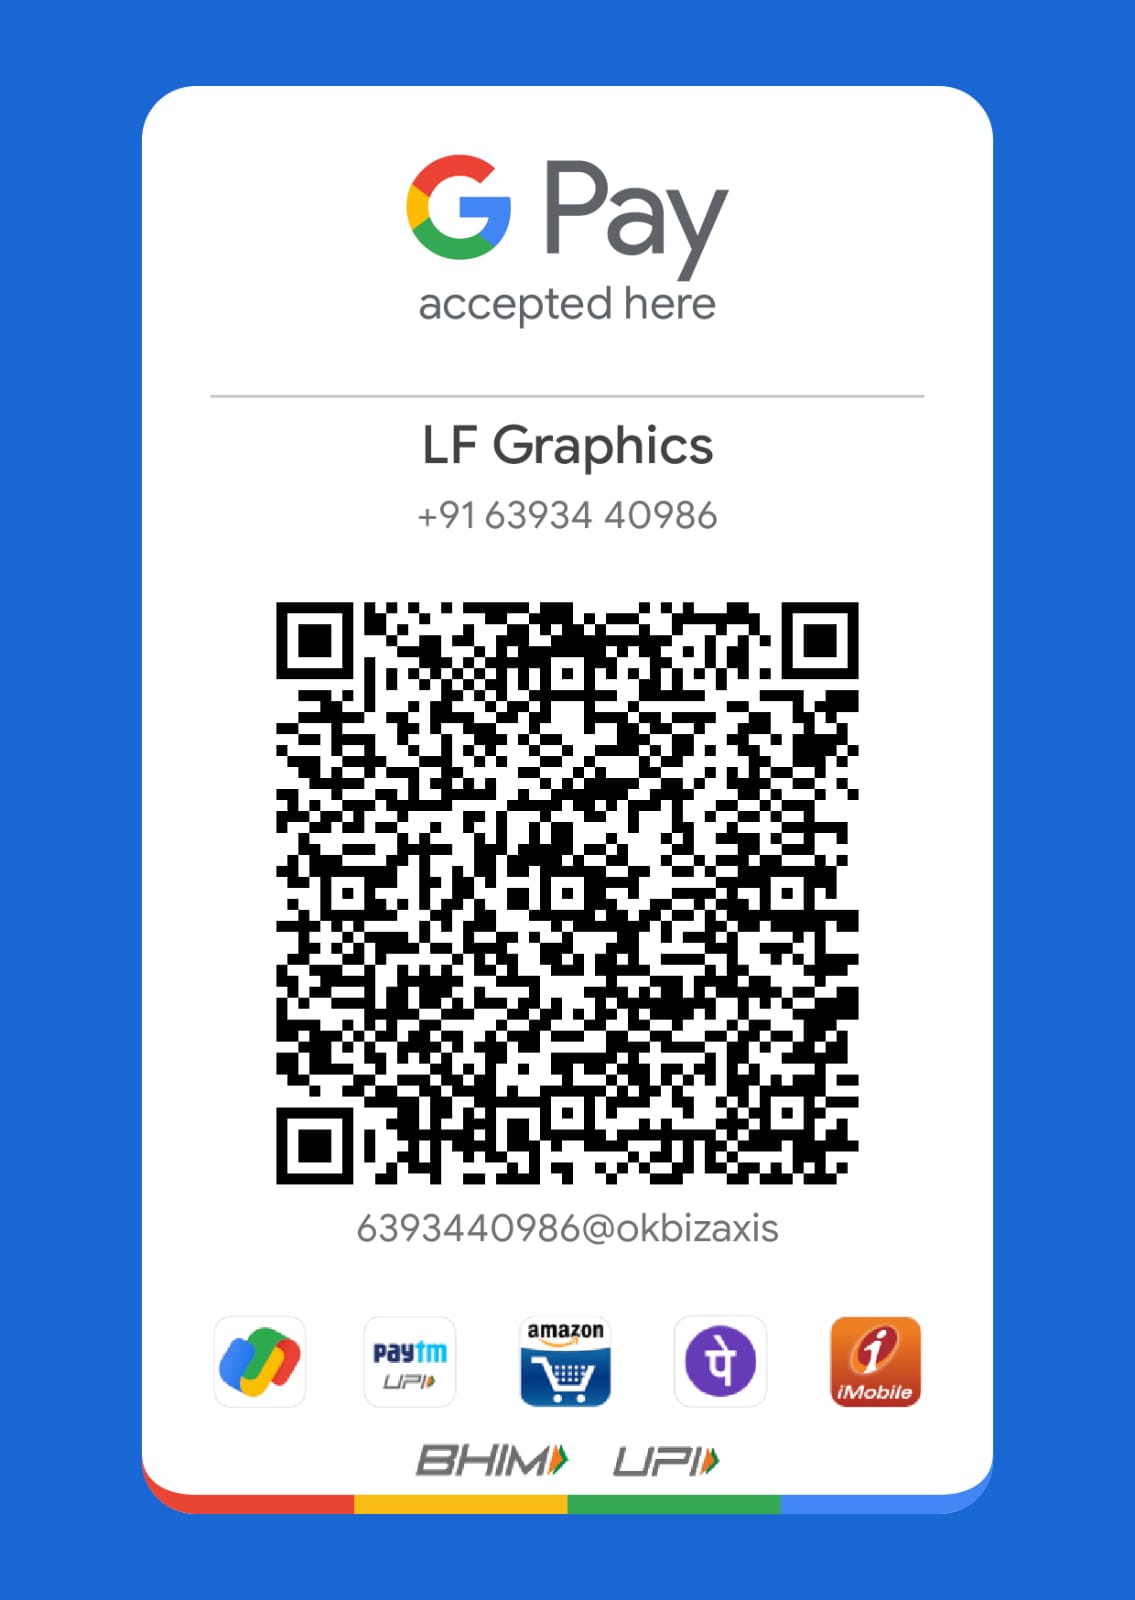 G Pay
accepted here
LF Graphics
+91 63934 40986
6393440986@okbizaxis
paytm
UPI
amazon
पे
i
iMobile
BHIM UPI